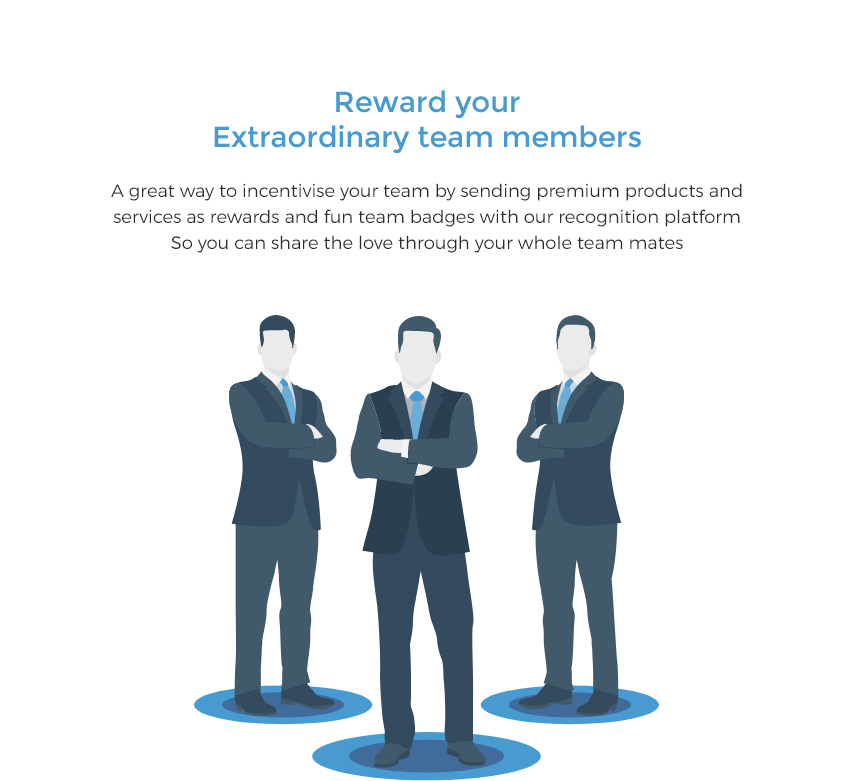 Reward your
Extraordinary team members
A great way to incentivise your team by sending premium products and
services as rewards and fun team badges with our recognition platform
So you can share the love through your whole team mates